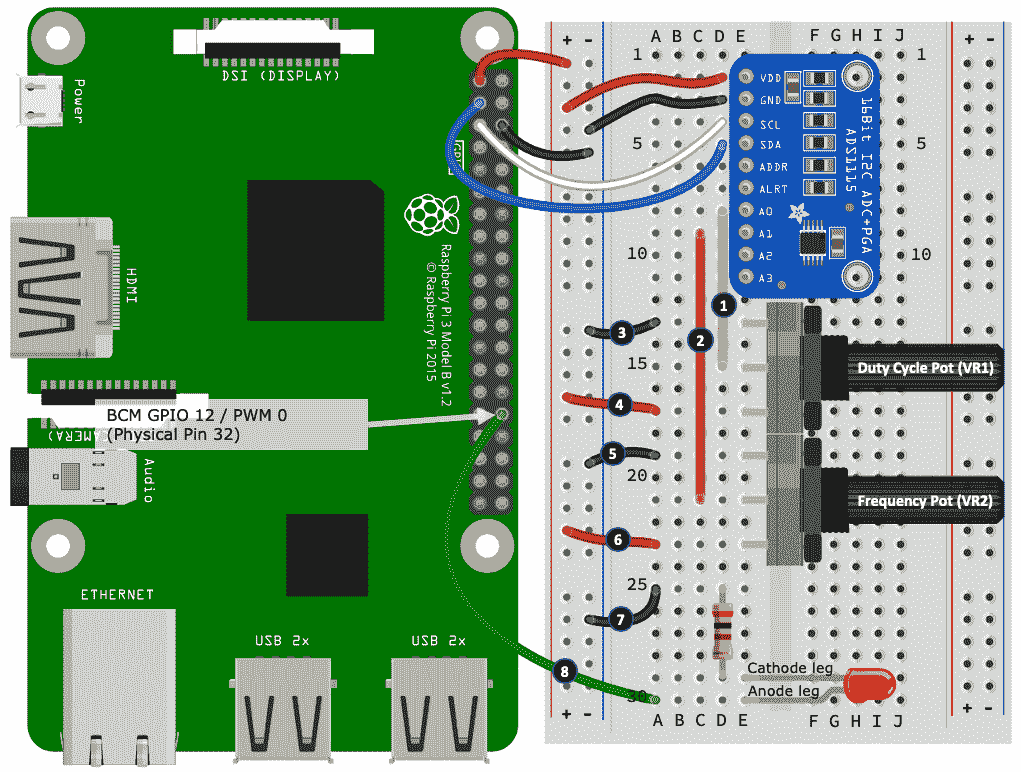 DSI (DISPLAY)
Power
HDMI
Raspberry Pi 3 Model B v1.2
© Raspberry Pi 2015
BCM GPIO 12 / PWM 0
(Physical Pin 32)
(CAMERA)
Audio
ETHERNET
USB 2x
USB 2x
+ -
A B C D E
F G H I J
+ -
1
1
VDD
GND
SCL
SDA
ADDR
ALRT
A0
A1
A2
A3
16Bit I2C ADC+PGA
ADS1115
5
5
10
10
1
2
3
15
Duty Cycle Pot (VR1)
4
5
20
Frequency Pot (VR2)
6
25
7
8
Cathode leg
Anode leg
30
+ -
A B C D E
F G H I J
+ -